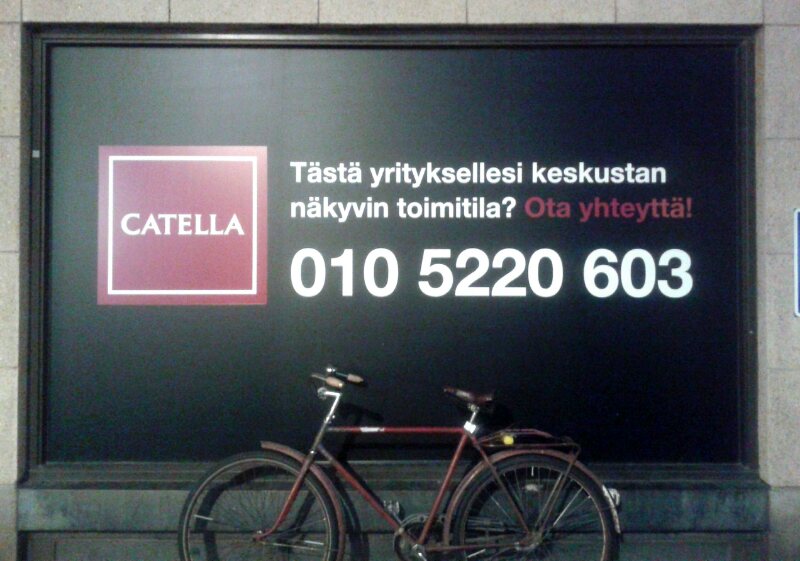 CATELLA
Tästä yrityksellesi keskustan
näkyvin toimitila? Ota yhteyttä!
010 5220 603